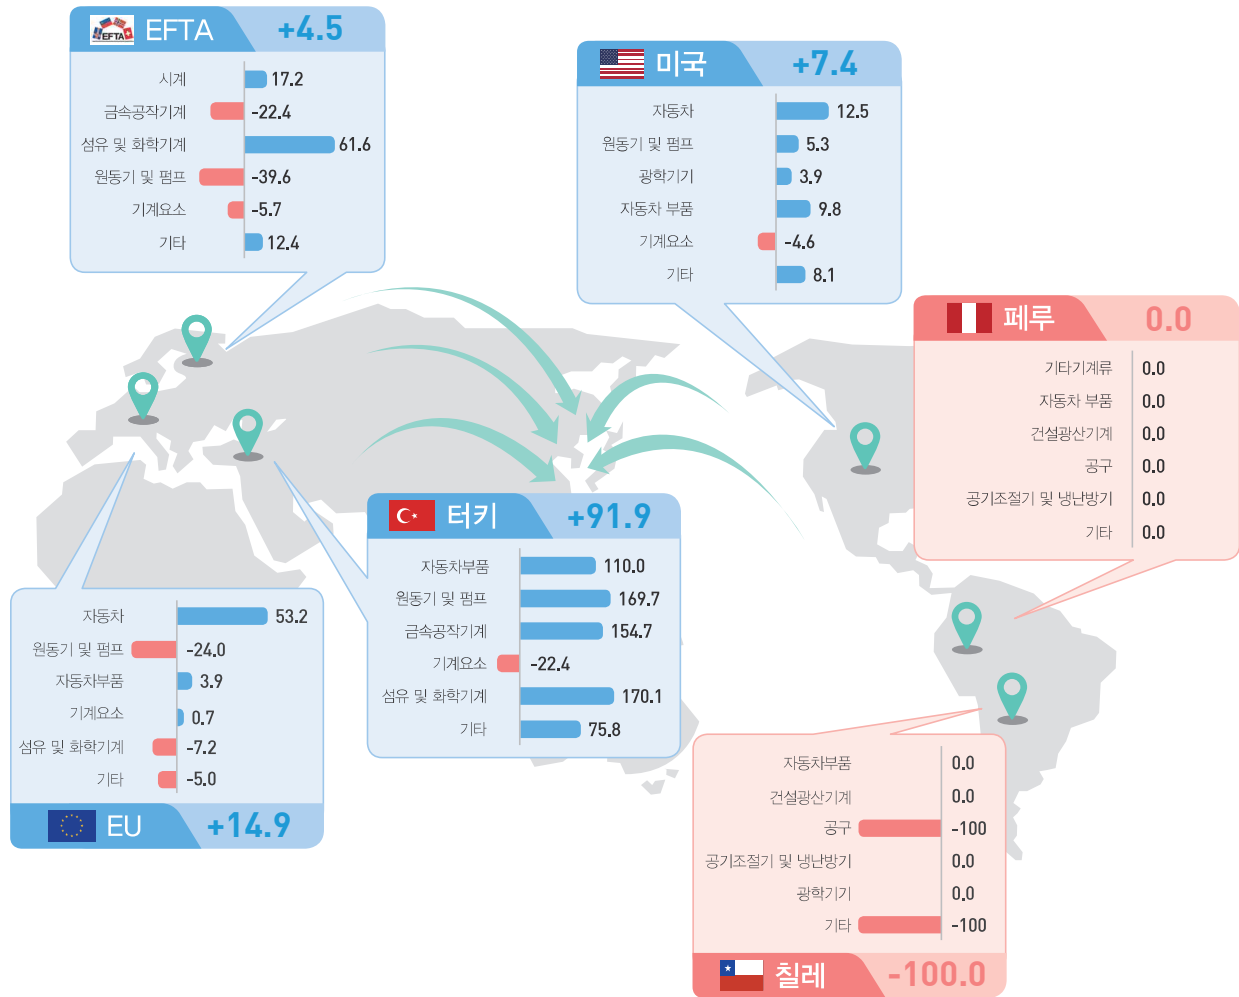 EFTA EFTA +4.5
시계 17.2
금속공작기계 -22.4
섬유 및 화학기계 61.6
원동기 및 펌프 -39.6
기계요소 -5.7
기타 12.4
미국 +7.4
자동차 12.5
원동기 및 펌프 5.3
광학기기 3.9
자동차 부품 9.8
기계요소 -4.6
기타 8.1
페루 0.0
기타기계류 0.0
자동차 부품 0.0
건설광산기계 0.0
공구 0.0
공기조절기 및 냉난방기 0.0
기타 0.0
터키 +91.9
자동차부품 110.0
원동기 및 펌프 169.7
금속공작기계 154.7
기계요소 -22.4
섬유 및 화학기계 170.1
기타 75.8
자동차 53.2
원동기 및 펌프 -24.0
자동차부품 3.9
기계요소 0.7
섬유 및 화학기계 -7.2
기타 -5.0
EU +14.9
자동차부품 0.0
건설광산기계 0.0
공구 -100
공기조절기 및 냉난방기 0.0
광학기기 0.0
기타 -100
칠레 -100.0